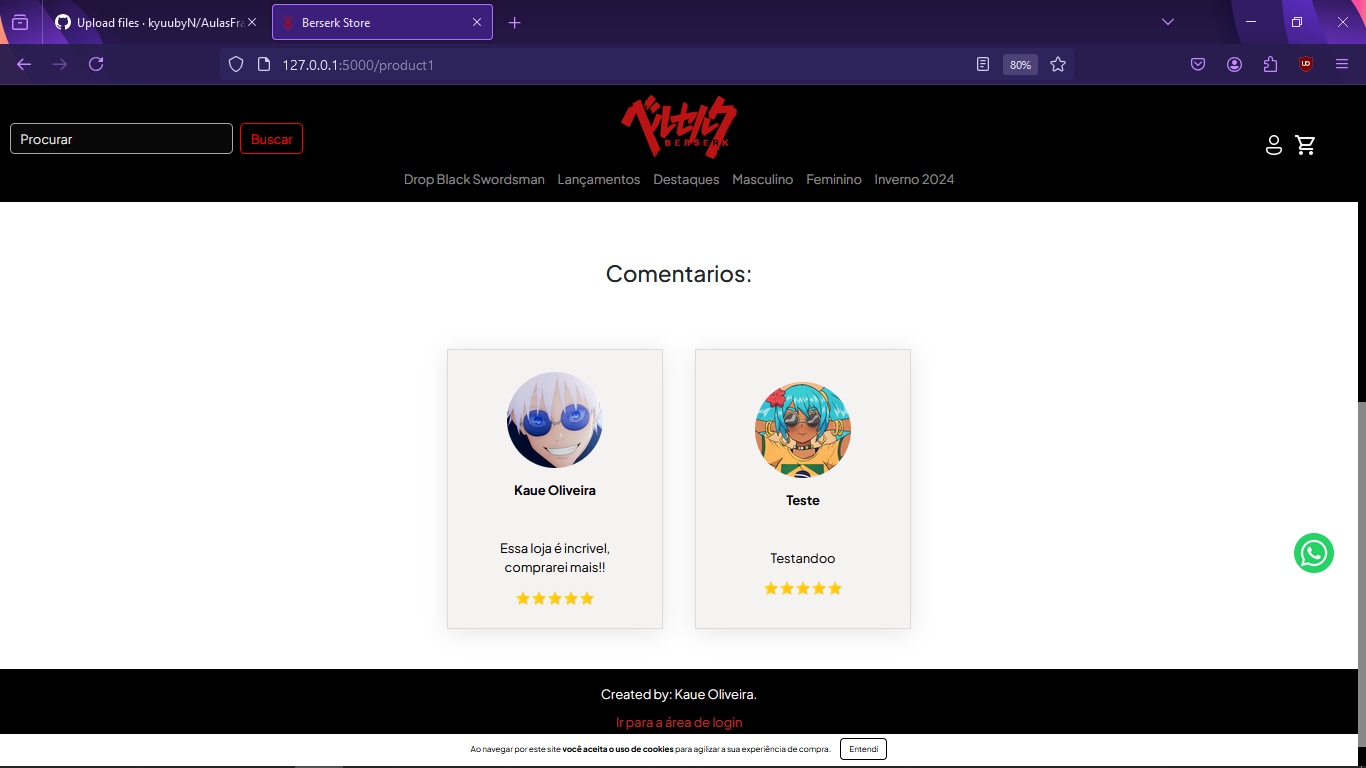 Upload files · kyuubyN/AulasFra
Berserk Store
127.0.0.1:5000/product1
80%
Procurar
Buscar
ベルセルク
BERSERK
Drop Black Swordsman Lançamentos Destaques Masculino Feminino Inverno 2024
Comentarios:
Kaue Oliveira
Essa loja é incrivel,
comprarei mais!!
Teste
Testandoo
Created by: Kaue Oliveira.
Ir para a área de login
Ao navegar por este site você aceita o uso de cookies para agilizar a sua experiência de compra.
Entendi